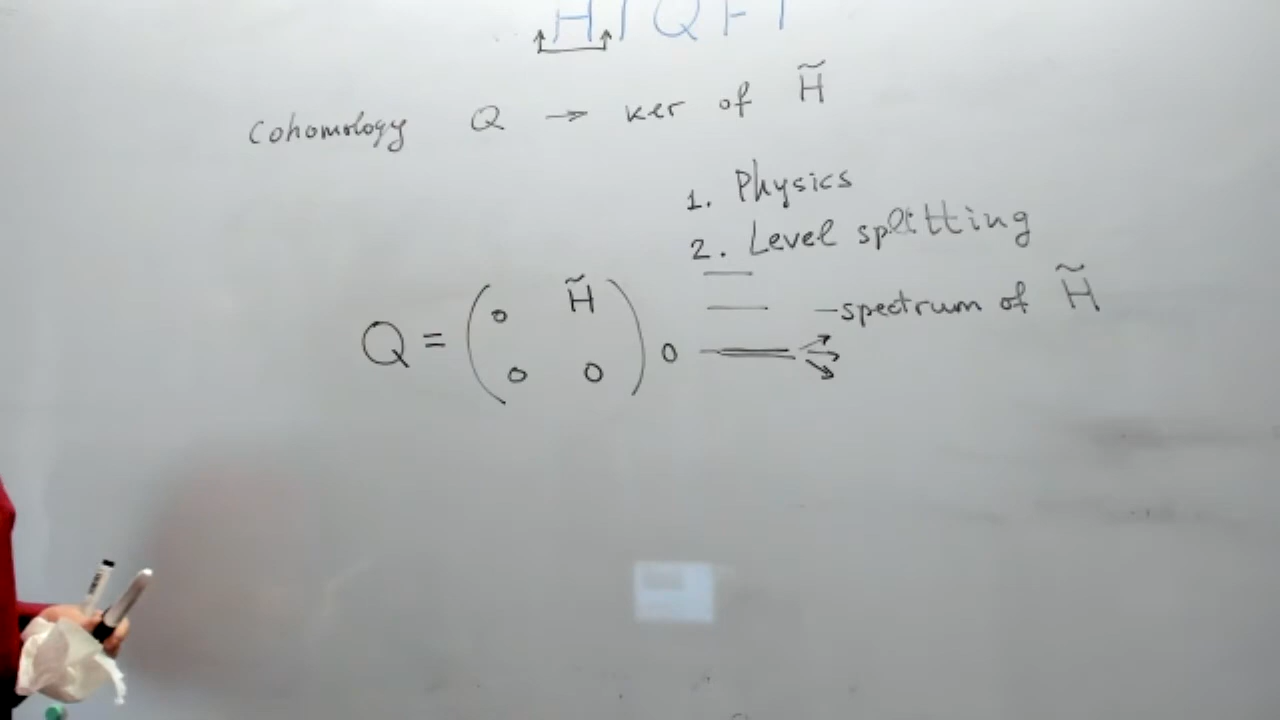 HTQFT
Cohomology Q → ker of H̃
1. Physics
2. Level splitting
Q = ( 0 H̃
0 0 )
0
– spectrum of H̃